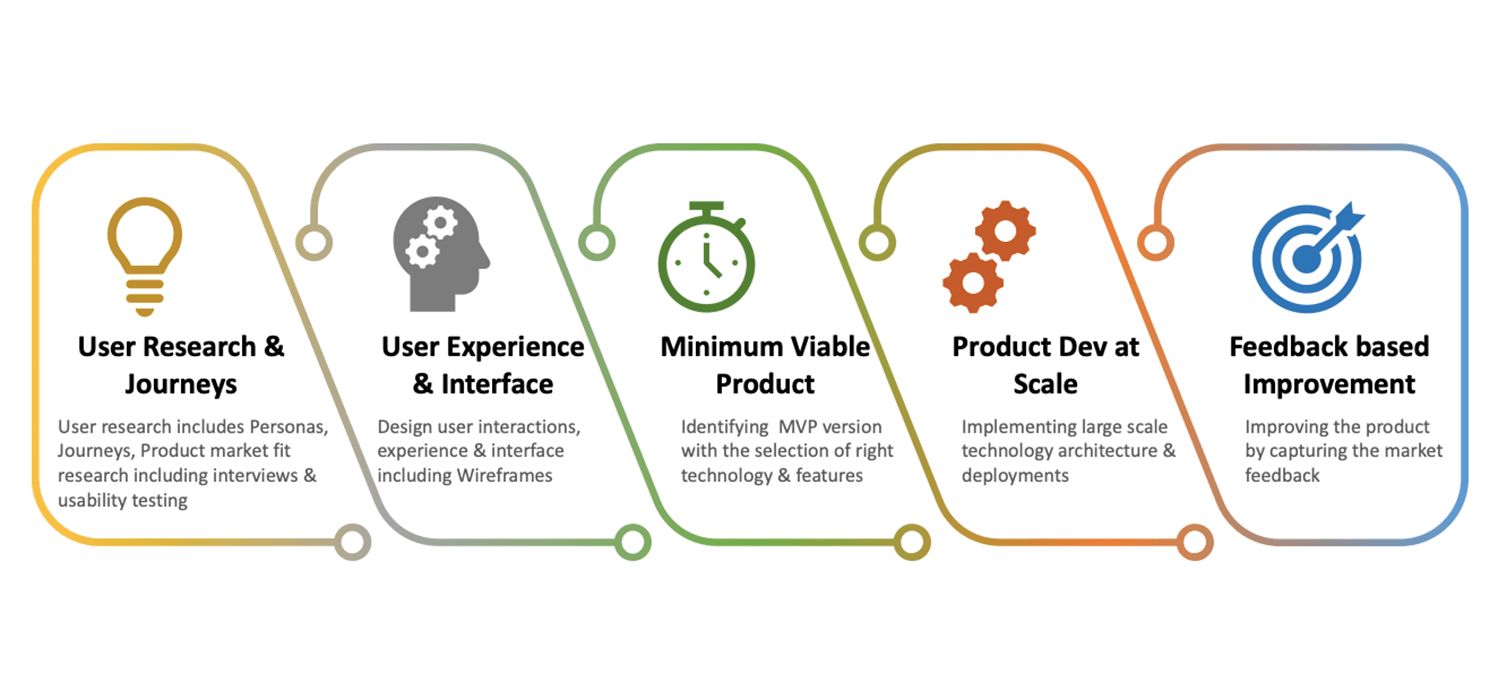 User Research &
Journeys
User research includes Personas,
Journeys, Product market fit
research including interviews &
usability testing
User Experience
& Interface
Design user interactions,
experience & interface
including Wireframes
Minimum Viable
Product
Identifying  MVP version
with the selection of right
technology & features
Product Dev at
Scale
Implementing large scale
technology architecture &
deployments
Feedback based
Improvement
Improving the product
by capturing the market
feedback